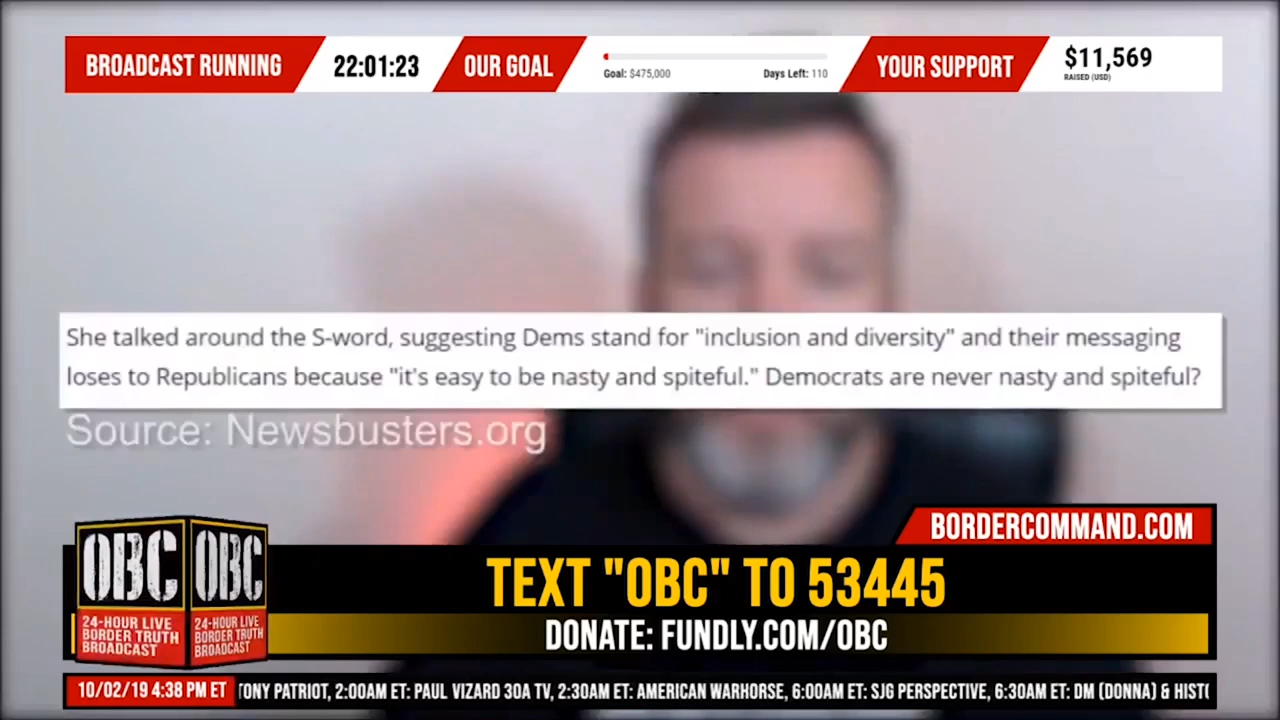 BROADCAST RUNNING
22:01:23
OUR GOAL
Goal: $475,000
Days Left: 110
YOUR SUPPORT
$11,569
RAISED (USD)
She talked around the S-word, suggesting Dems stand for "inclusion and diversity" and their messaging
loses to Republicans because "it's easy to be nasty and spiteful." Democrats are never nasty and spiteful?
Source: Newsbusters.org
BORDERCOMMAND.COM
OBC OBC
24-HOUR LIVE
BORDER TRUTH
BROADCAST
24-HOUR LIVE
BORDER TRUTH
BROADCAST
TEXT "OBC" TO 53445
DONATE: FUNDLY.COM/OBC
10/02/19 4:38 PM ET
TONY PATRIOT, 2:00AM ET: PAUL VIZARD 30A TV, 2:30AM ET: AMERICAN WARHORSE, 6:00AM ET: SJG PERSPECTIVE, 6:30AM ET: DM (DONNA) &